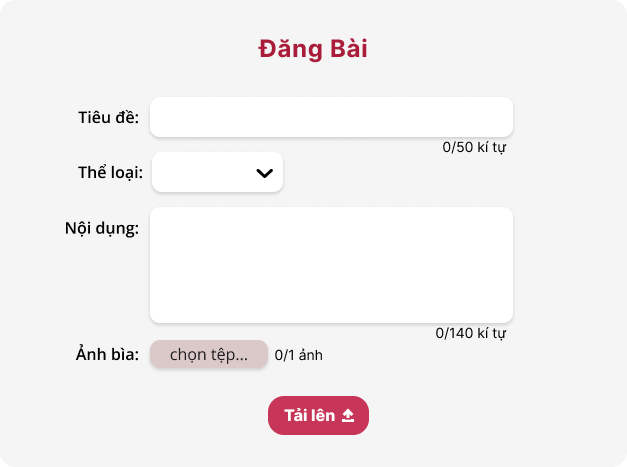 Đăng Bài
Tiêu đề:
0/50 kí tự
Thể loại:
Nội dụng:
0/140 kí tự
Ảnh bìa: chọn tệp... 0/1 ảnh
Tải lên